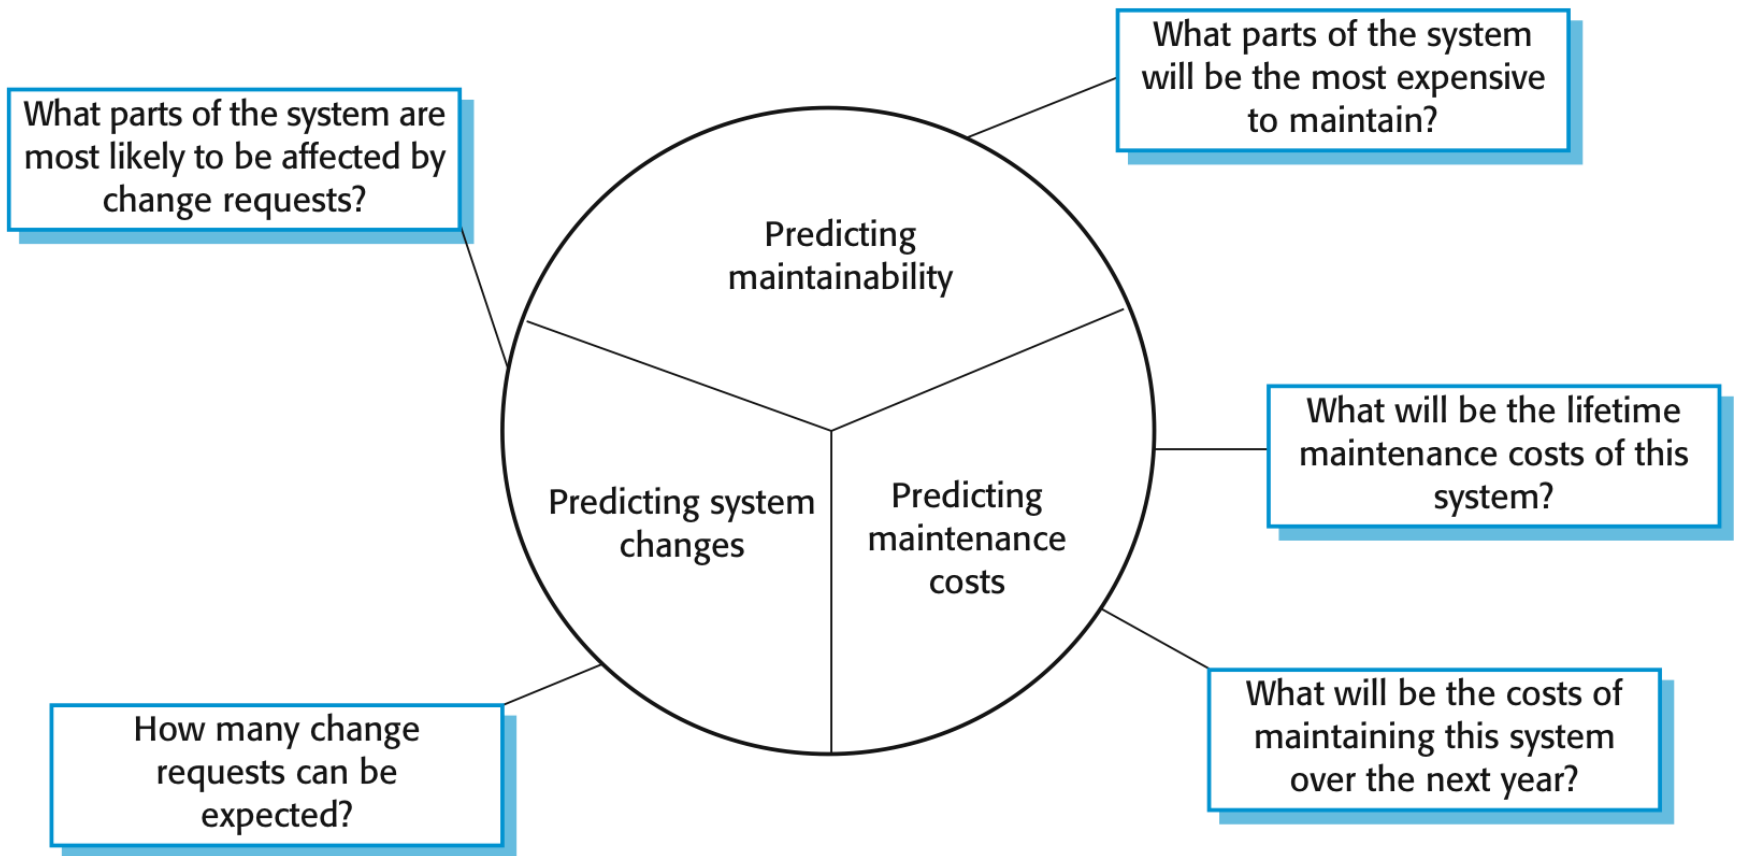 What parts of the system
will be the most expensive
to maintain?
What parts of the system are
most likely to be affected by
change requests?
Predicting
maintainability
What will be the lifetime
maintenance costs of this
system?
Predicting system
changes
Predicting
maintenance
costs
What will be the costs of
maintaining this system
over the next year?
How many change
requests can be
expected?